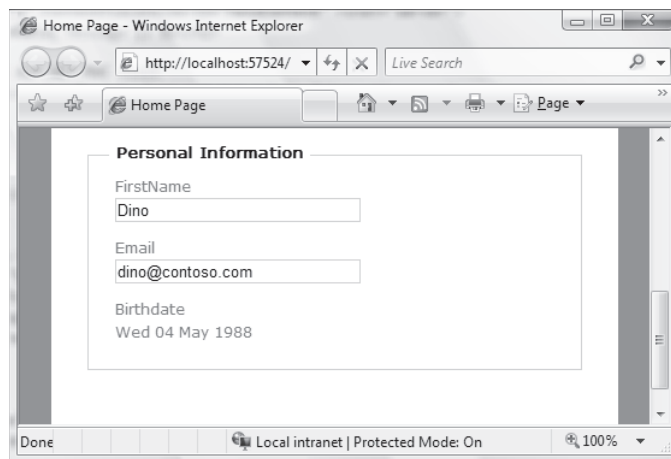 Home Page - Windows Internet Explorer
http://localhost:57524/
Live Search
Home Page
Page
Personal Information
FirstName
Dino
Email
dino@contoso.com
Birthdate
Wed 04 May 1988
Done
Local intranet | Protected Mode: On
100%